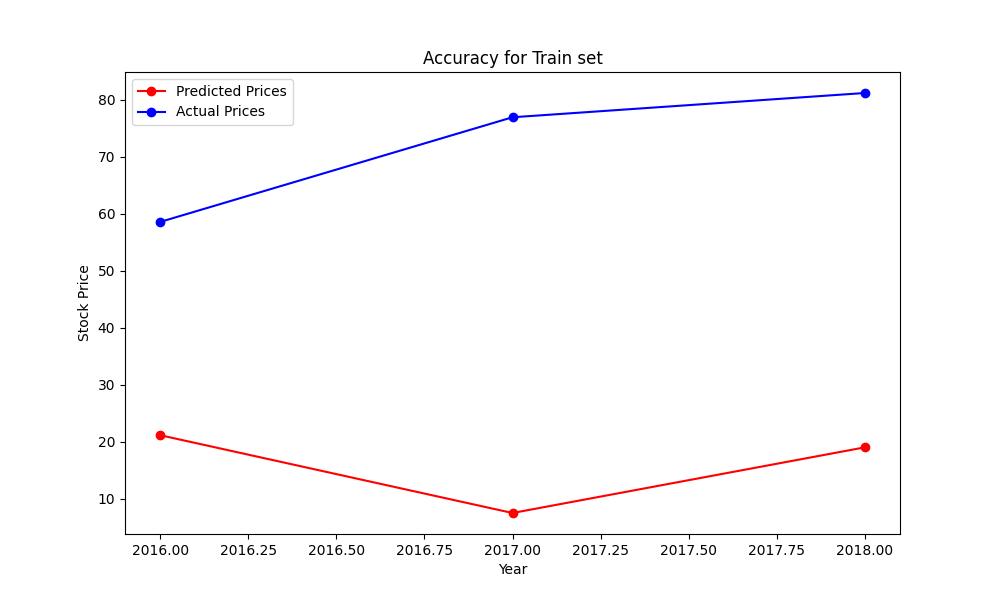 Accuracy for Train set
Predicted Prices
Actual Prices
80
70
60
50
40
30
20
10
Stock Price
2016.00 2016.25 2016.50 2016.75 2017.00 2017.25 2017.50 2017.75 2018.00
Year